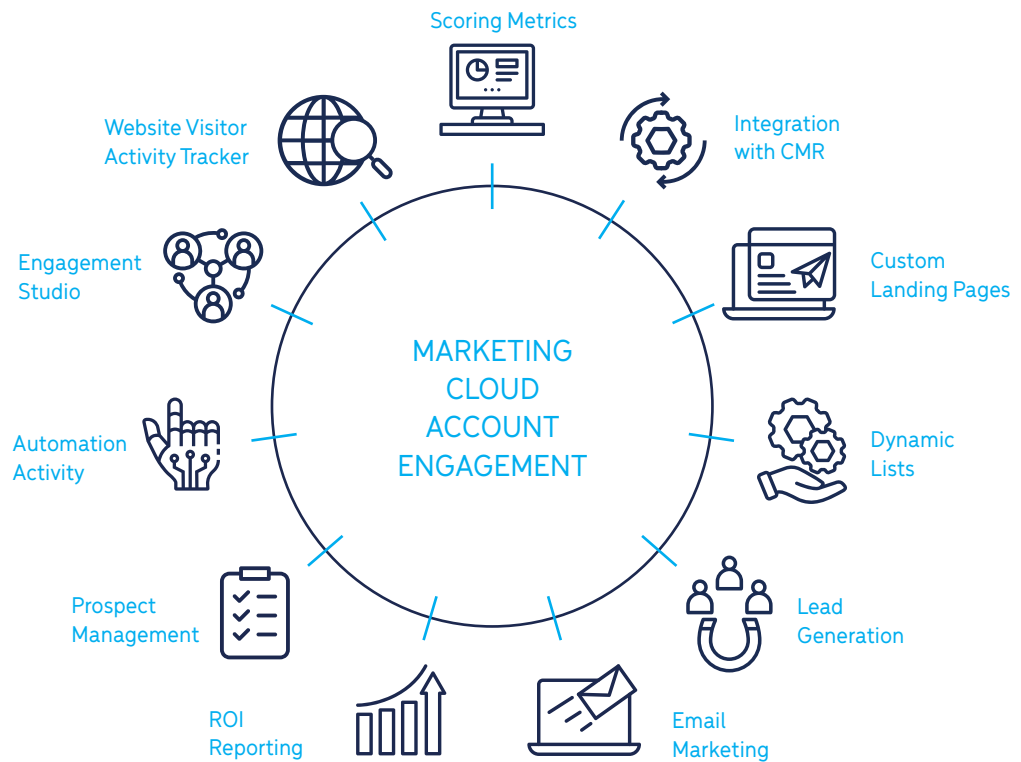 Scoring Metrics
Integration
with CMR
Custom
Landing Pages
Dynamic
Lists
Lead
Generation
Email
Marketing
ROI
Reporting
Prospect
Management
Automation
Activity
Engagement
Studio
Website Visitor
Activity Tracker
MARKETING
CLOUD
ACCOUNT
ENGAGEMENT